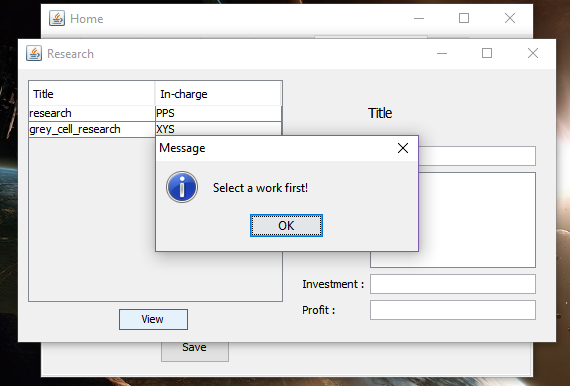 Home
Research
Title In-charge
research PPS
grey_cell_research XYS
Title
Message
Select a work first!
OK
Investment :
Profit :
View
Save